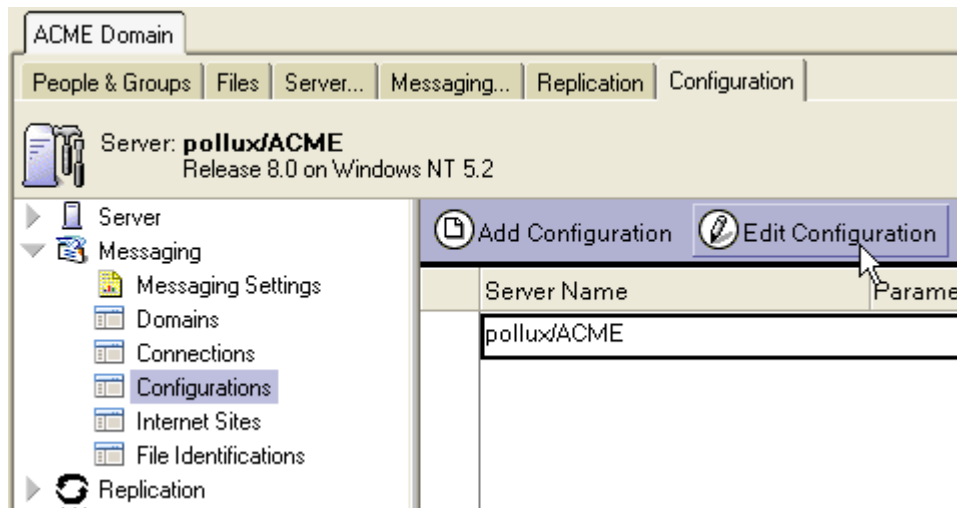 ACME Domain
People & Groups Files Server... Messaging... Replication Configuration
Server: pollux/ACME
Release 8.0 on Windows NT 5.2
Server
Messaging
Messaging Settings
Domains
Connections
Configurations
Internet Sites
File Identifications
Replication
Add Configuration Edit Configuration
Server Name Parame
pollux/ACME